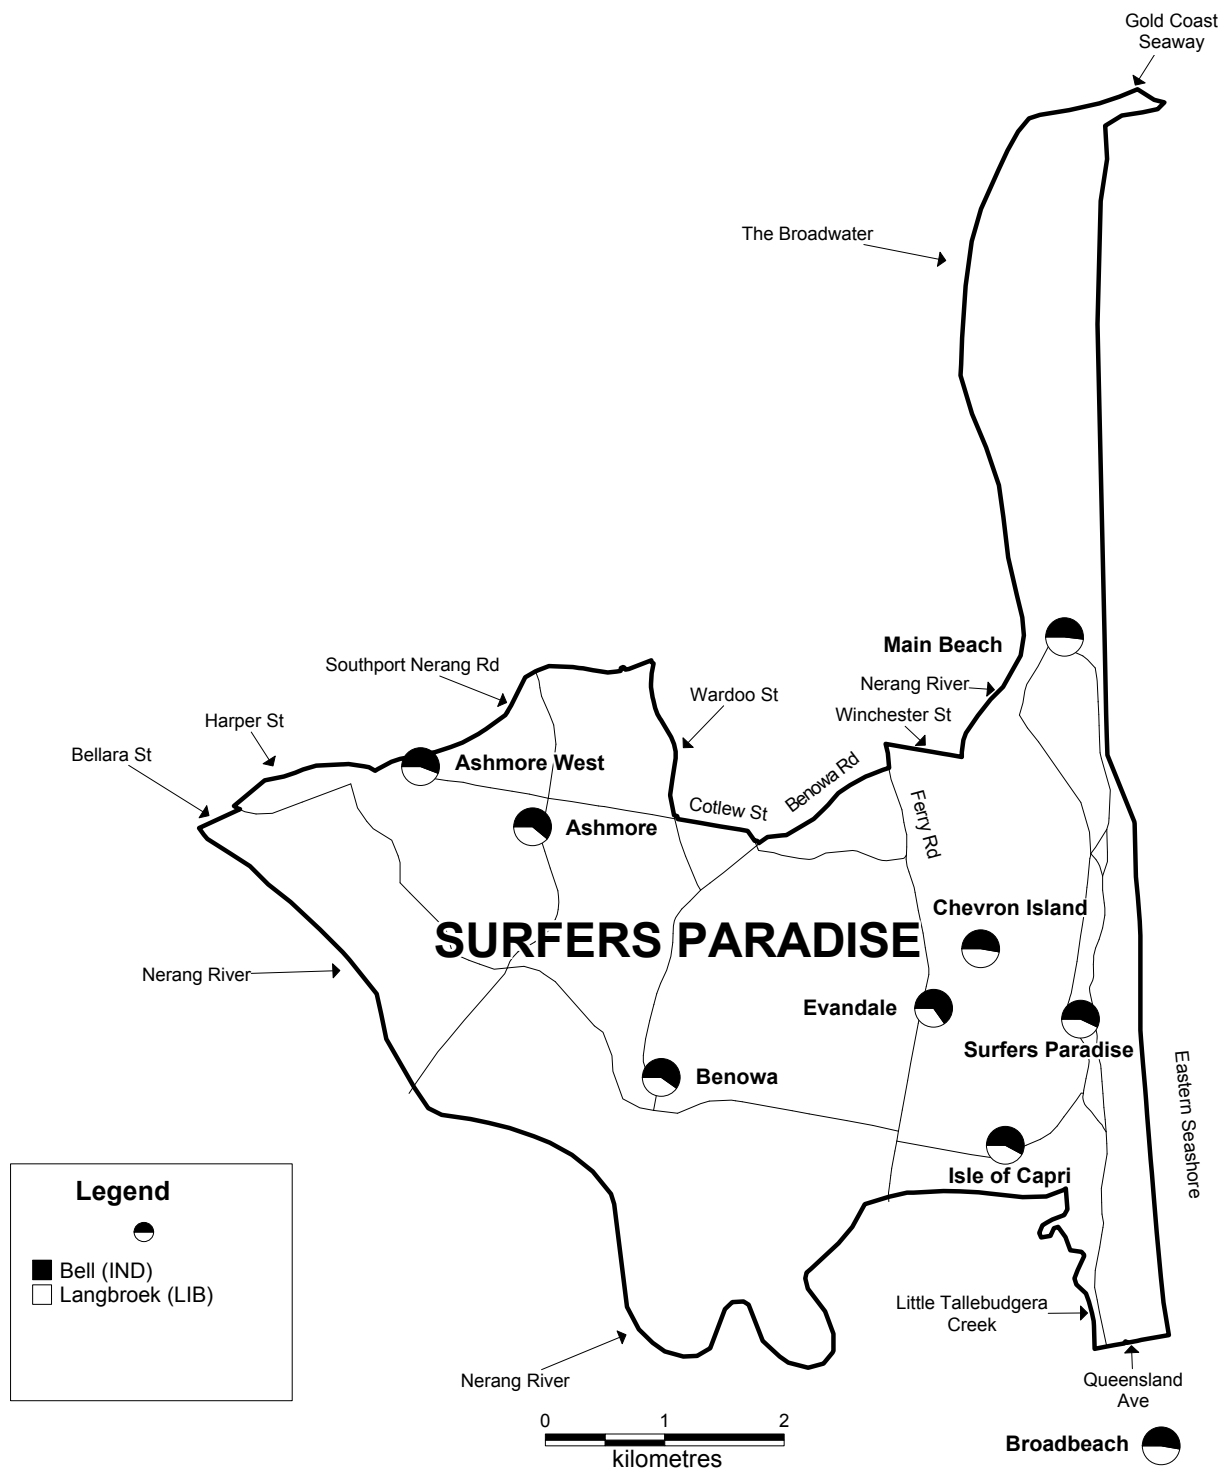 Gold Coast
Seaway
The Broadwater
Main Beach
Southport Nerang Rd
Nerang River
Wardoo St
Winchester St
Harper St
Bellara St
Ashmore West
Benowa Rd
Cotlew St
Ashmore
Ferry Rd
Chevron Island
SURFERS PARADISE
Nerang River
Evandale
Surfers Paradise
Benowa
Eastern Seashore
Isle of Capri
Legend
Bell (IND)
Langbroek (LIB)
Little Tallebudgera
Creek
Nerang River
Queensland
Ave
0 1 2
kilometres
Broadbeach